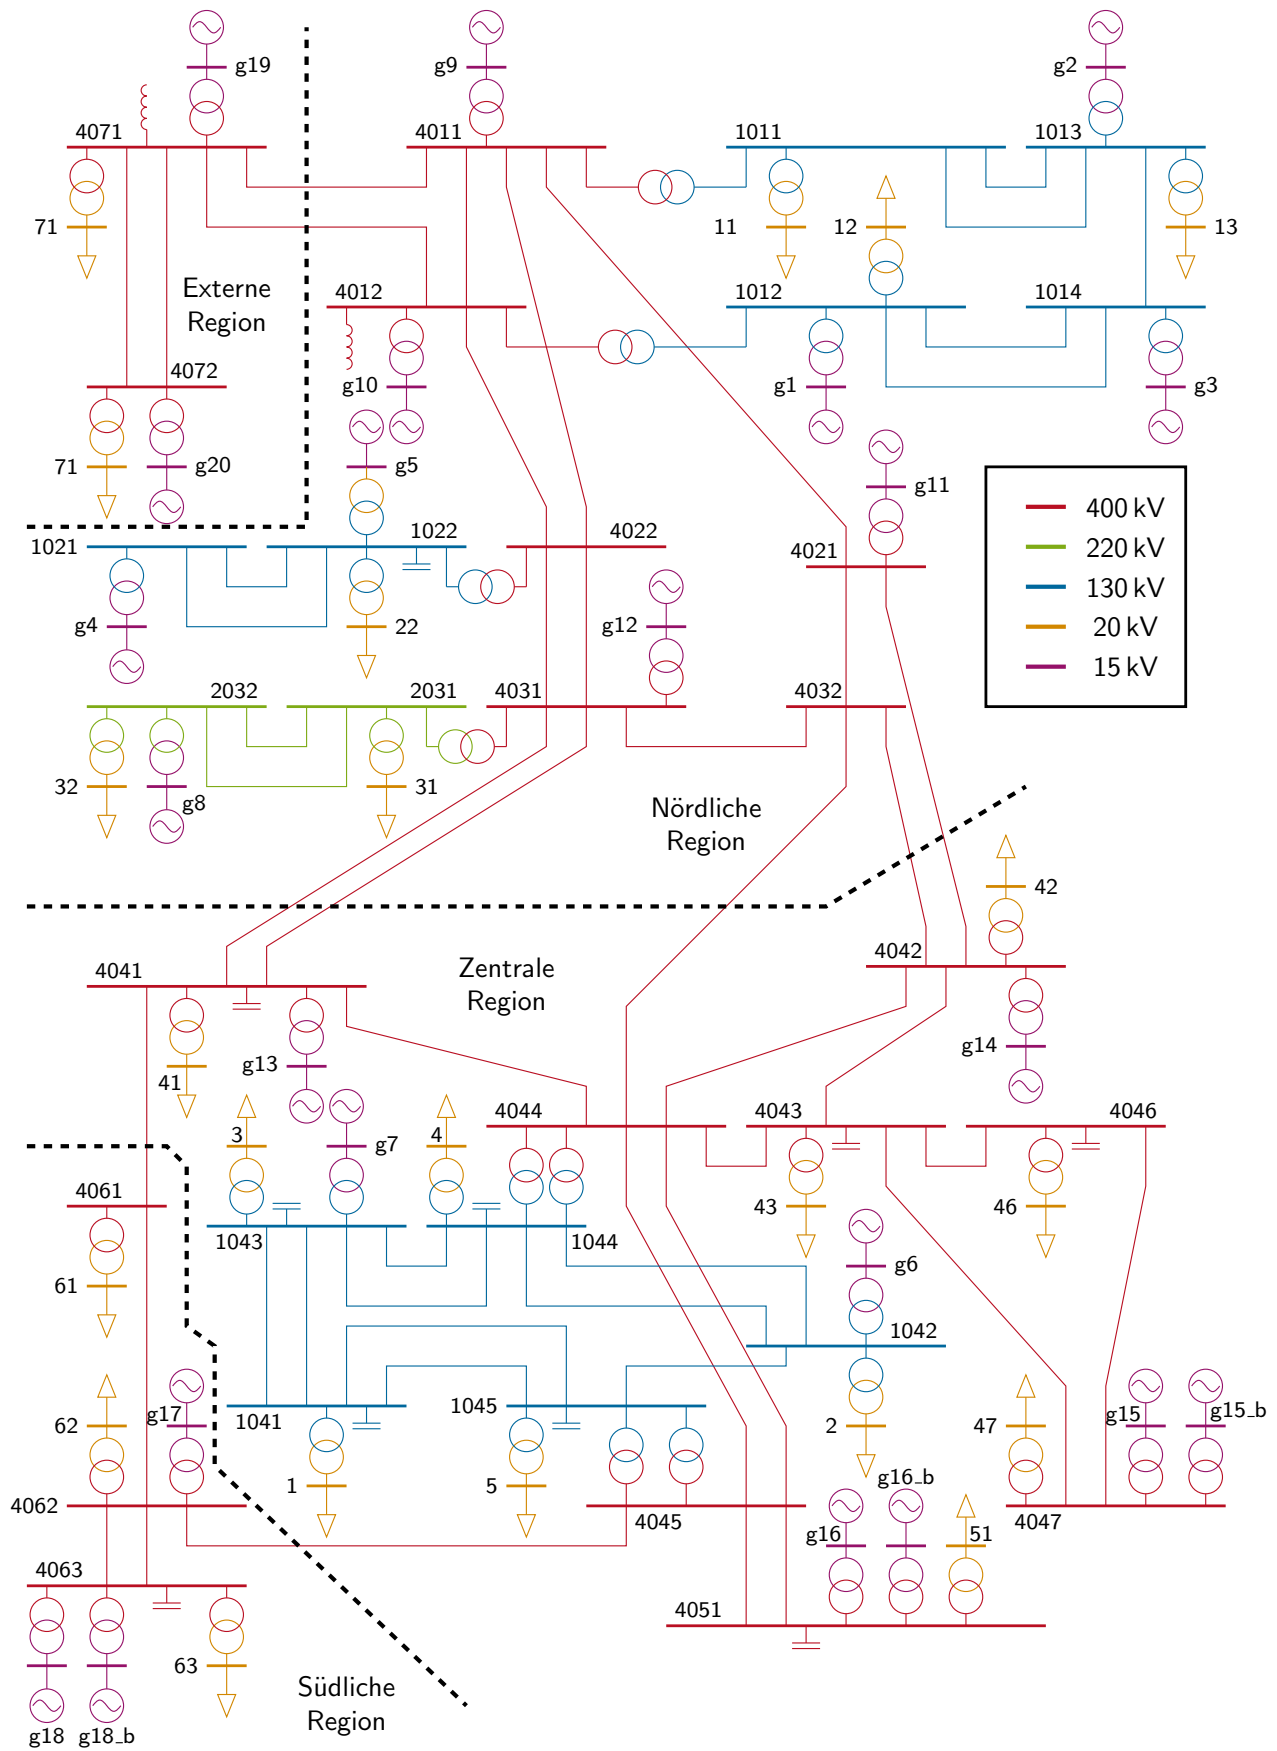 g19
g9
g2
4071
4011
1011
1013
71
11
12
13
Externe
Region
4012
1012
1014
4072
g10
g1
g3
71
g20
g5
g11
400 kV
220 kV
130 kV
20 kV
15 kV
1021
1022
4022
4021
g4
22
g12
2032
2031
4031
4032
32
g8
31
Nördliche
Region
42
4041
Zentrale
Region
4042
41
g13
g14
3
g7
4
4044
4043
4046
4061
43
46
1043
1044
g6
61
1042
62
g17
1041
1045
2
47
g15
g15_b
1
5
g16_b
4062
4045
g16
51
4047
4063
4051
63
Südliche
Region
g18
g18_b